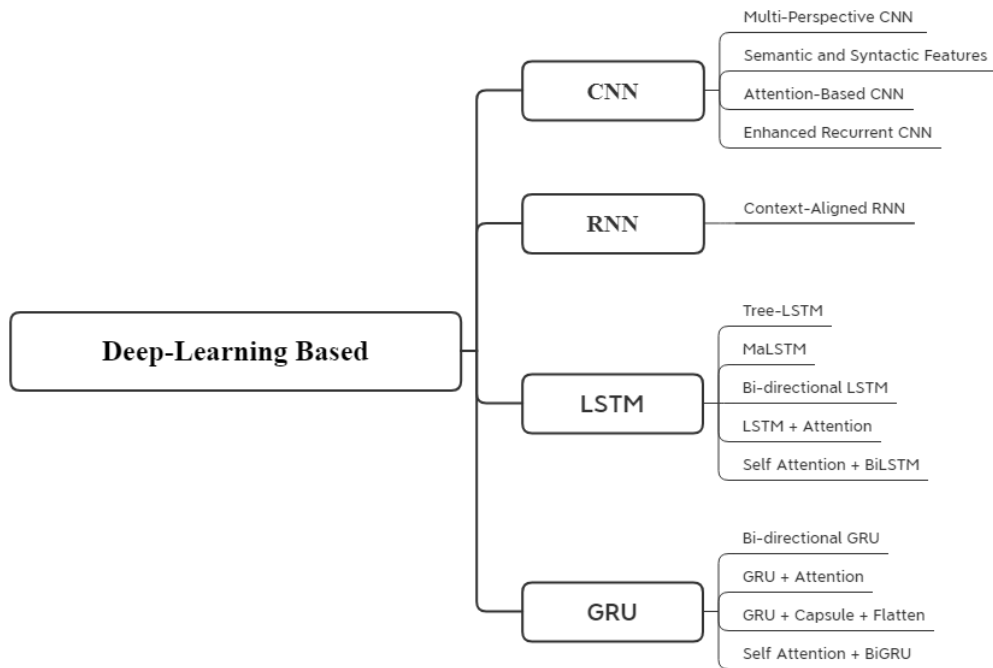 Deep-Learning Based
CNN
Multi-Perspective CNN
Semantic and Syntactic Features
Attention-Based CNN
Enhanced Recurrent CNN
RNN
Context-Aligned RNN
LSTM
Tree-LSTM
MaLSTM
Bi-directional LSTM
LSTM + Attention
Self Attention + BiLSTM
GRU
Bi-directional GRU
GRU + Attention
GRU + Capsule + Flatten
Self Attention + BiGRU